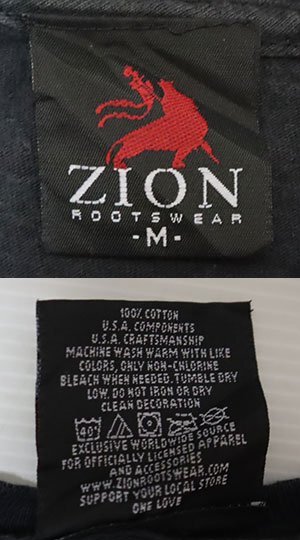 ZION
ROOTSWEAR
-M-
100% COTTON
U.S.A. COMPONENTS
U.S.A. CRAFTSMANSHIP
MACHINE WASH WARM WITH LIKE
COLORS, ONLY NON-CHLORINE
BLEACH WHEN NEEDED. TUMBLE DRY
LOW. DO NOT IRON OR DRY
CLEAN DECORATION
40°
EXCLUSIVE WORLDWIDE SOURCE
FOR OFFICIALLY LICENSED APPAREL
AND ACCESSORIES
WWW.ZIONROOTSWEAR.COM
SUPPORT YOUR LOCAL STORE
ONE LOVE